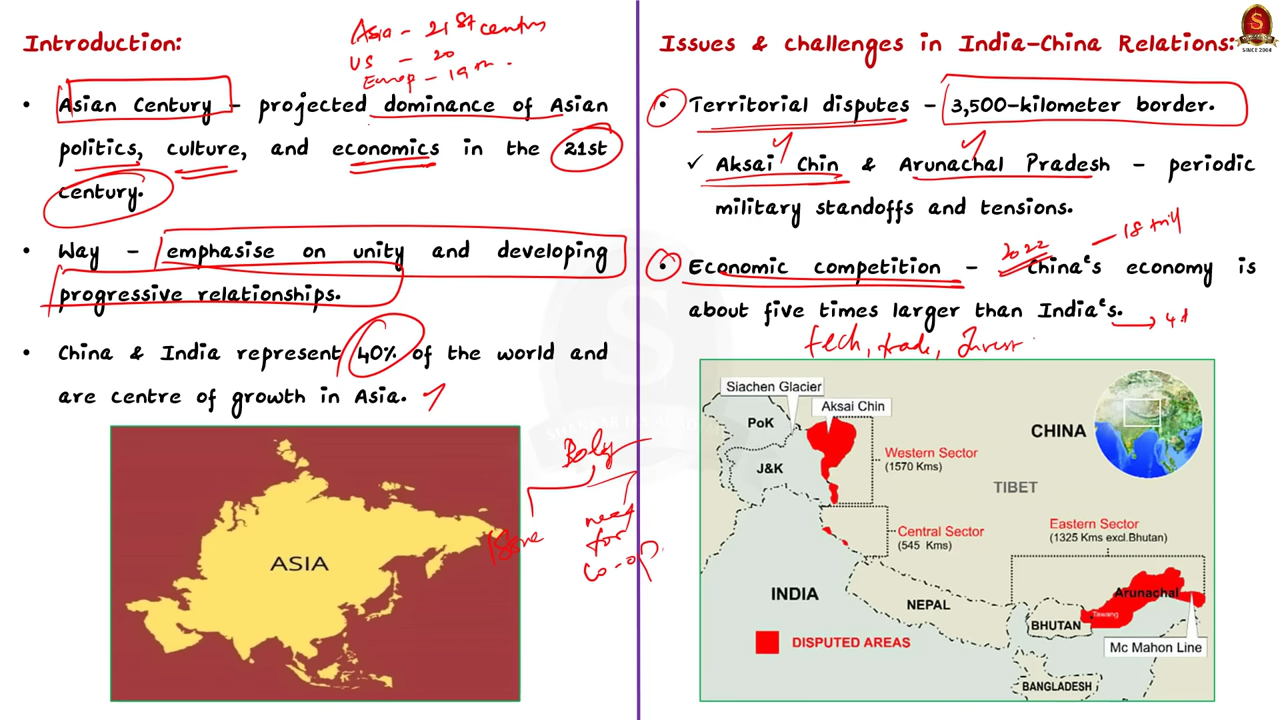 Introduction:
Asia - 21st century
US - 20
Europ - 19th.
• Asian Century - projected dominance of Asian
politics, culture, and economics in the 21st
century.
• Way - emphasise on unity and developing
progressive relationships.
• China & India represent 40% of the world and
are centre of growth in Asia.
ASIA
Body
Issue
need
for
co-op
Issues & challenges in India-China Relations:
S
SINCE 2004
• Territorial disputes - 3,500-kilometer border.
✓ Aksai Chin & Arunachal Pradesh - periodic
military standoffs and tensions.
2022
- 18 trill
• Economic competition - China's economy is
about five times larger than India's.
Tech, trade, Invest
Siachen Glacier
Aksai Chin
PoK
J&K
CHINA
Western Sector
(1570 Kms)
TIBET
Central Sector
(545 Kms)
Eastern Sector
(1325 Kms excl.Bhutan)
INDIA
NEPAL
Arunachal
Tawang
BHUTAN
DISPUTED AREAS
Mc Mahon Line
BANGLADESH